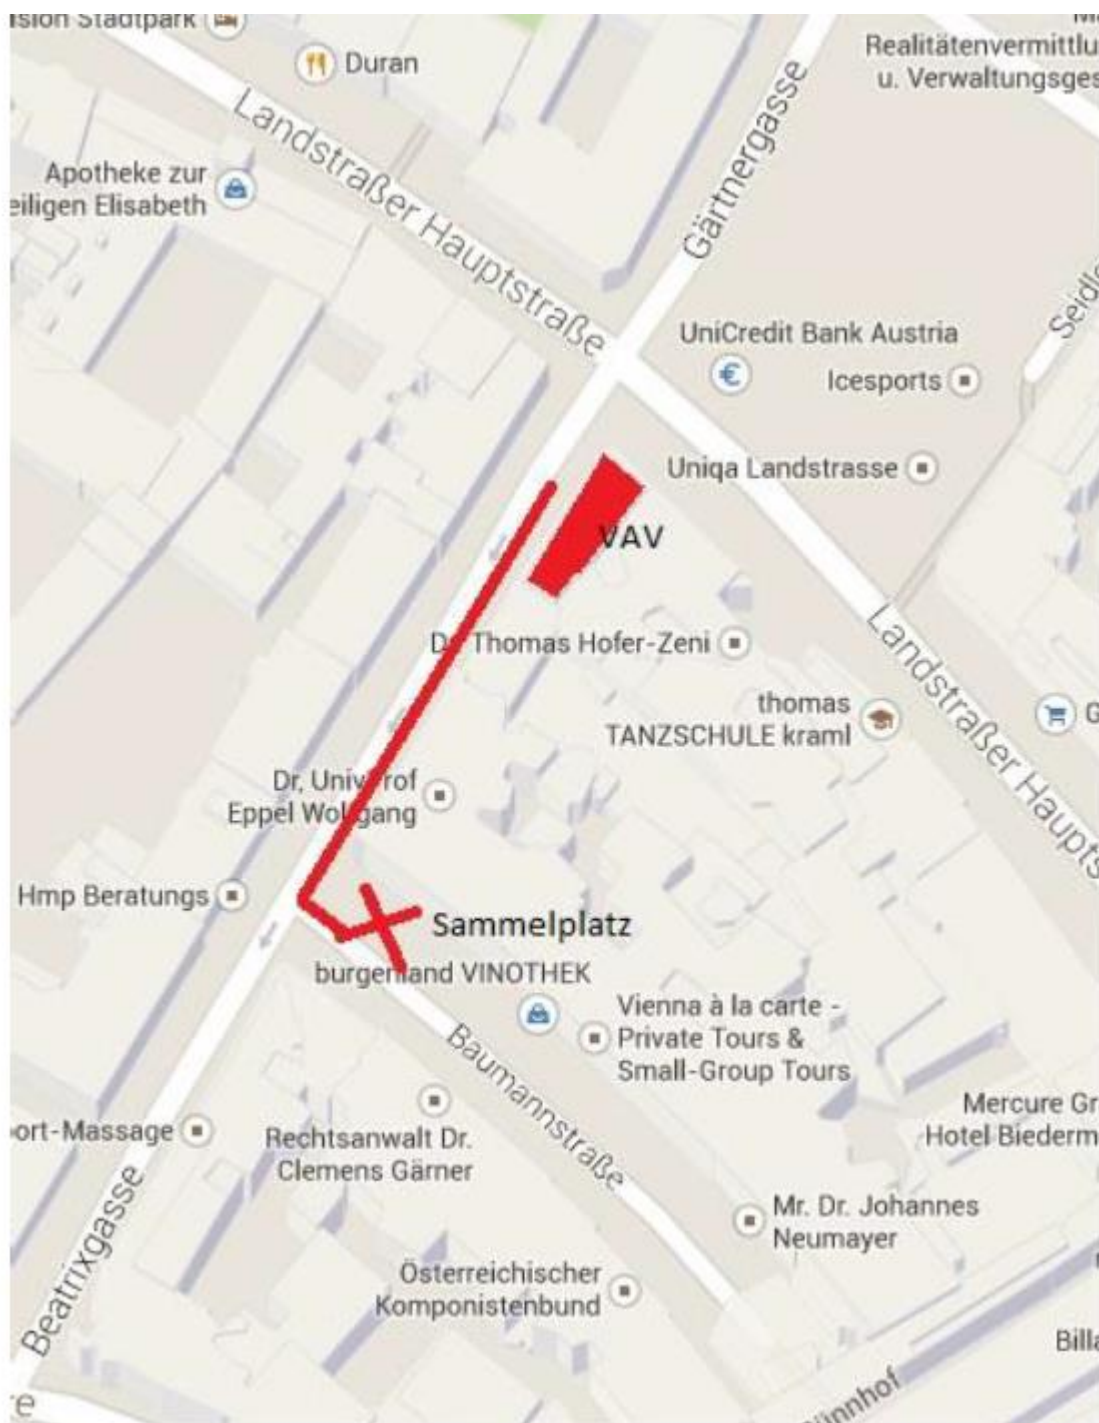 Stadtpark
Duran
Realitätenvermittlu
u. Verwaltungsges
Landstraßer Hauptstraße
Gärtnergasse
Apotheke zur
eiligen Elisabeth
Seidl
UniCredit Bank Austria
€
Icesports
Uniqa Landstrasse
VAV
Thomas Hofer-Zeni
Landstraßer Haupts
thomas
TANZSCHULE kraml
G
Dr, Univ Prof
Eppel Wolfgang
Hmp Beratungs
Sammelplatz
burgenland VINOTHEK
Vienna à la carte -
Private Tours &
Small-Group Tours
Baumannstraße
Mercure Gr
Hotel Biederm
ort-Massage
Rechtsanwalt Dr.
Clemens Gärner
Beatrixgasse
Mr. Dr. Johannes
Neumayer
Österreichischer
Komponistenbund
Billa
ünnhof